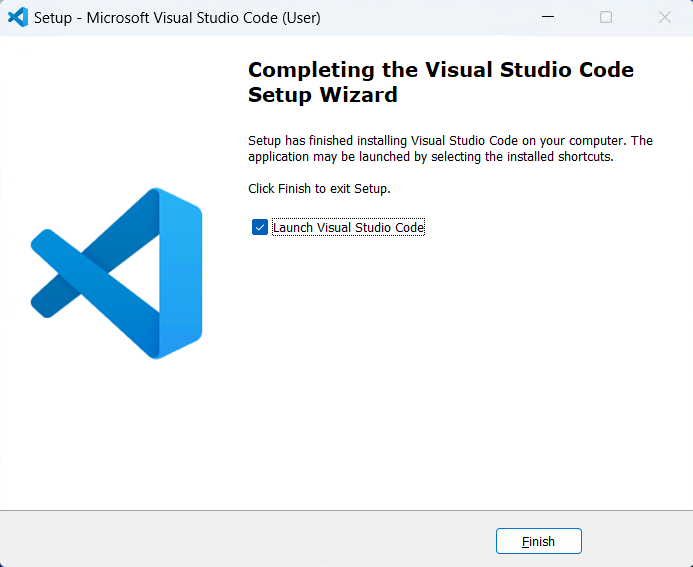 Setup - Microsoft Visual Studio Code (User)
Completing the Visual Studio Code
Setup Wizard
Setup has finished installing Visual Studio Code on your computer. The
application may be launched by selecting the installed shortcuts.
Click Finish to exit Setup.
Launch Visual Studio Code
Finish